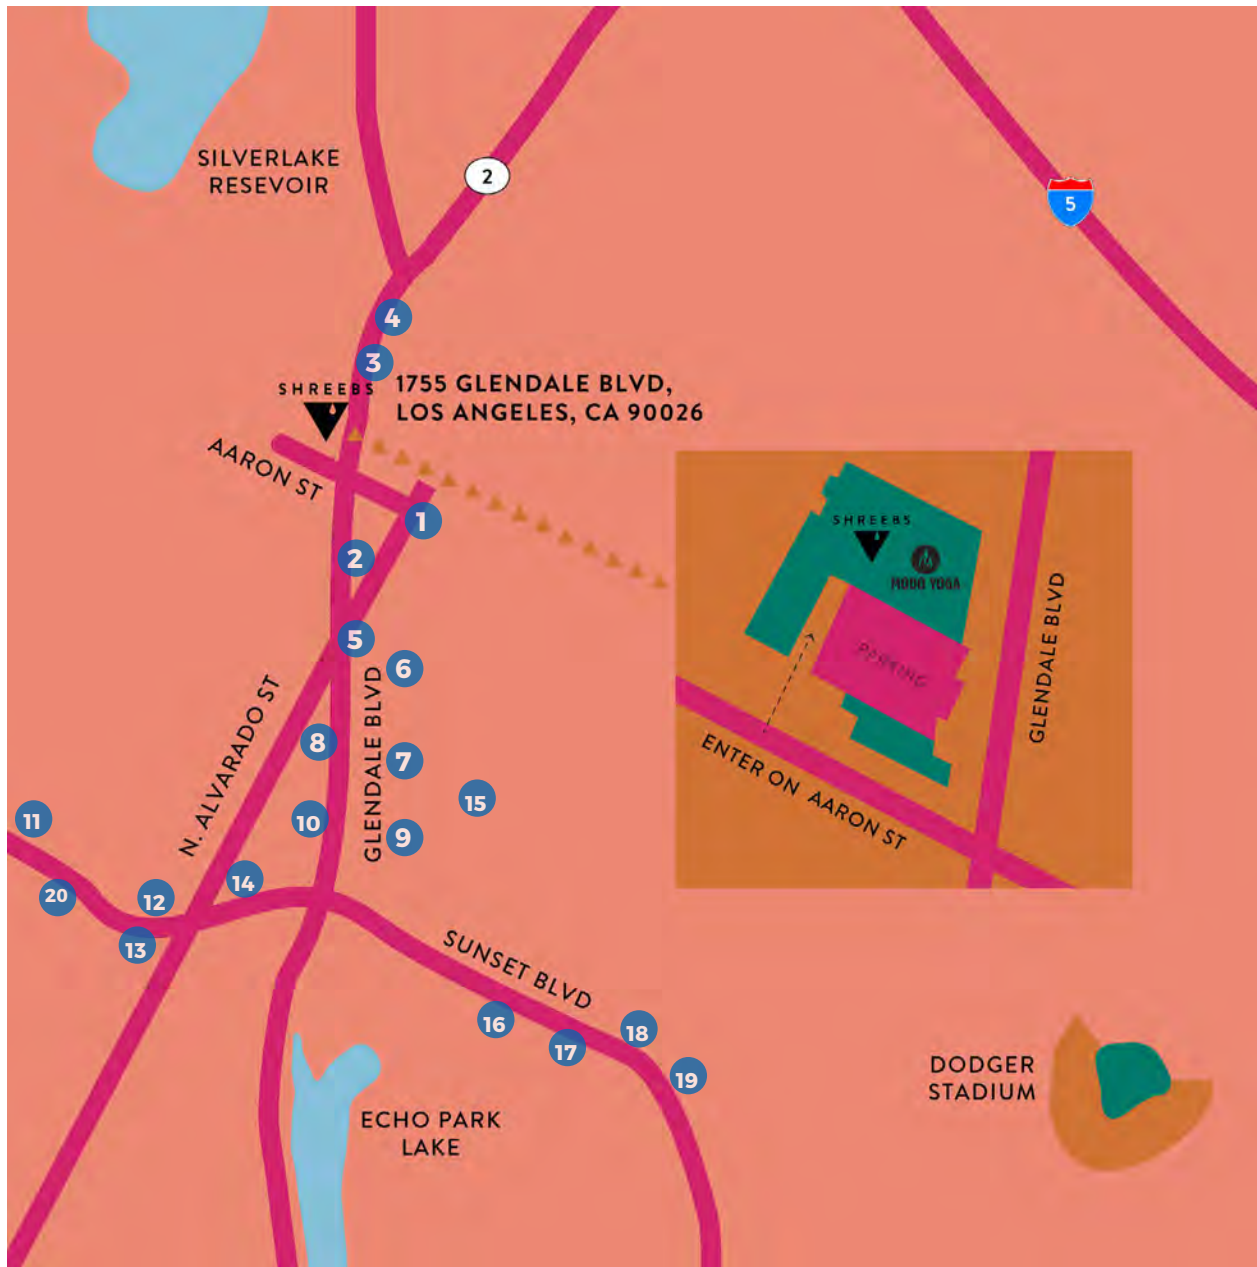 SILVERLAKE
RESEVOIR
2
5
4
3
SHREEBS
1755 GLENDALE BLVD,
LOS ANGELES, CA 90026
AARON ST
1
2
5
6
N. ALVARADO ST
GLENDALE BLVD
8
7
15
10
9
11
14
20
12
13
SUNSET BLVD
16
17
18
19
ECHO PARK
LAKE
DODGER
STADIUM
SHREEBS
MODO YOGA
PARKING
GLENDALE BLVD
ENTER ON AARON ST